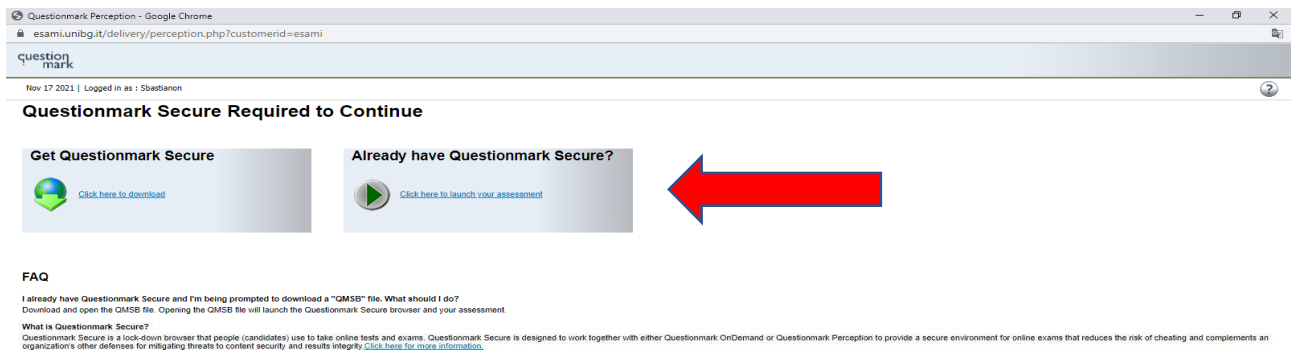 Questionmark Perception - Google Chrome
esami.unibg.it/delivery/perception.php?customerid=esami
question
mark
Nov 17 2021 | Logged in as : Sbastianon
?
Questionmark Secure Required to Continue
Get Questionmark Secure
Already have Questionmark Secure?
Click here to download
Click here to launch your assessment
FAQ
I already have Questionmark Secure and I'm being prompted to download a "QMSB" file. What should I do?
Download and open the QMSB file. Opening the QMSB file will launch the Questionmark Secure browser and your assessment.
What is Questionmark Secure?
Questionmark Secure is a lock-down browser that people (candidates) use to take online tests and exams. Questionmark Secure is designed to work together with either Questionmark OnDemand or Questionmark Perception to provide a secure environment for online exams that reduces the risk of cheating and complements an
organization's other defenses for mitigating threats to content security and results integrity.Click here for more information.